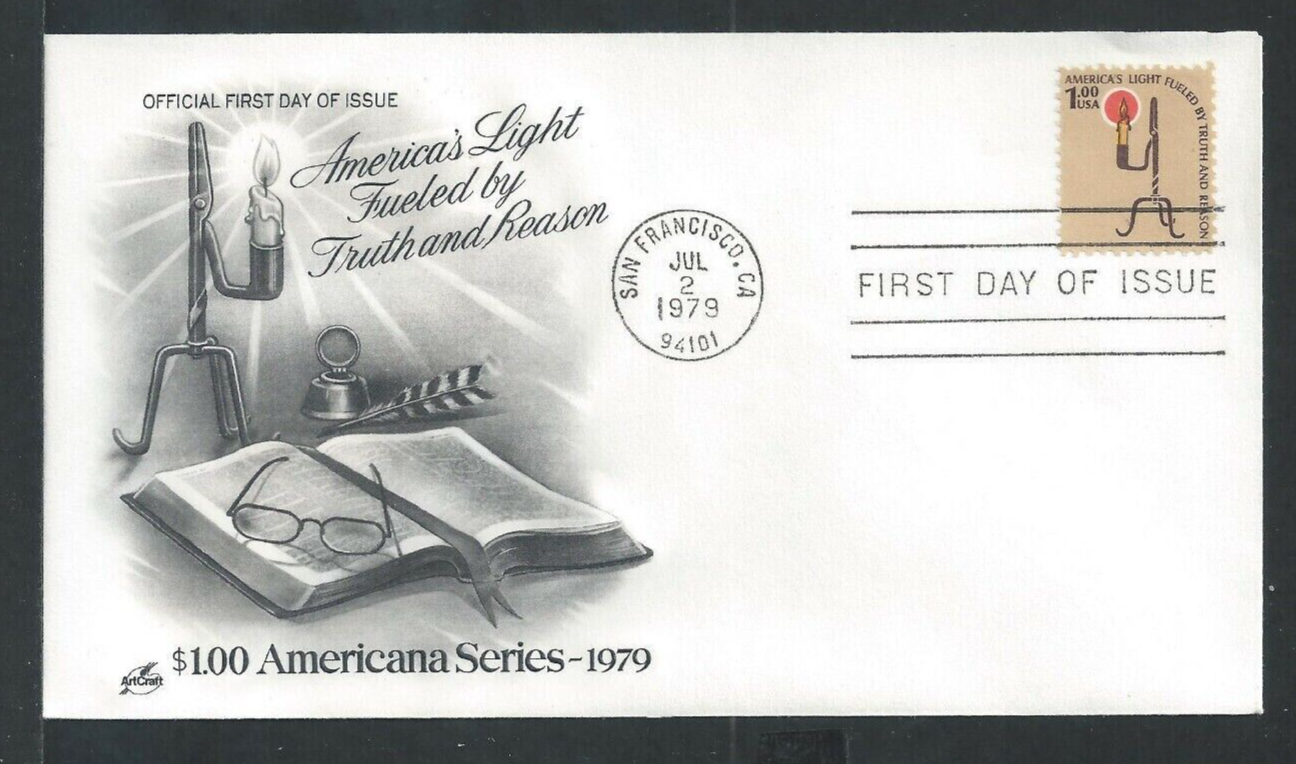 OFFICIAL FIRST DAY OF ISSUE
America's Light
Fueled by
Truth and Reason
$1.00 Americana Series-1979
ArtCraft
SAN FRANCISCO, CA
JUL
2
1979
94101
AMERICA'S LIGHT FUELED BY TRUTH AND REASON
1.00
USA
FIRST DAY OF ISSUE